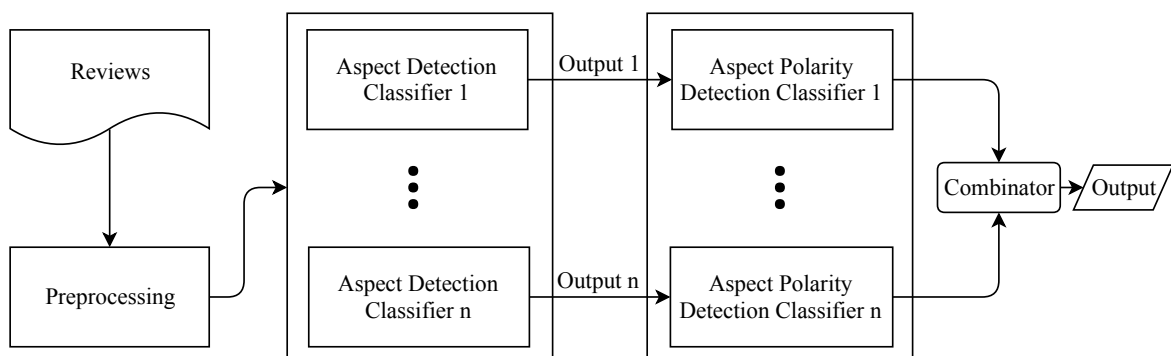 Reviews
Preprocessing
Aspect Detection
Classifier 1
Output 1
Aspect Polarity
Detection Classifier 1
Aspect Detection
Classifier n
Output n
Aspect Polarity
Detection Classifier n
Combinator
Output